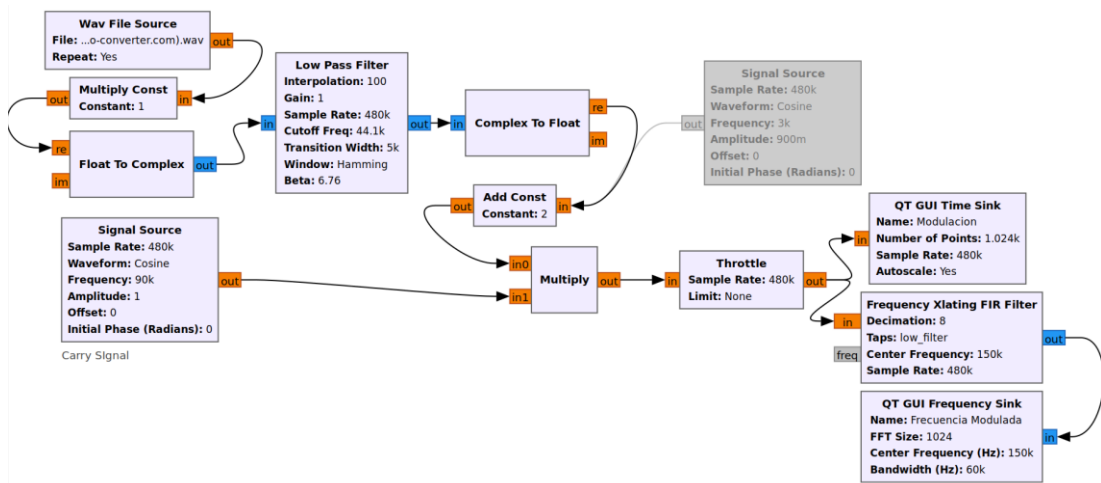 Wav File Source
File: ...o-converter.com).wav
Repeat: Yes
out
out
Multiply Const
Constant: 1
in
re
im
Float To Complex
out
in
Low Pass Filter
Interpolation: 100
Gain: 1
Sample Rate: 480k
Cutoff Freq: 44.1k
Transition Width: 5k
Window: Hamming
Beta: 6.76
out
in
Complex To Float
re
im
out
Signal Source
Sample Rate: 480k
Waveform: Cosine
Frequency: 3k
Amplitude: 900m
Offset: 0
Initial Phase (Radians): 0
out
Add Const
Constant: 2
in
Signal Source
Sample Rate: 480k
Waveform: Cosine
Frequency: 90k
Amplitude: 1
Offset: 0
Initial Phase (Radians): 0
out
Carry SIgnal
in0
in1
Multiply
out
in
Throttle
Sample Rate: 480k
Limit: None
out
in
QT GUI Time Sink
Name: Modulacion
Number of Points: 1.024k
Sample Rate: 480k
Autoscale: Yes
in
freq
Frequency Xlating FIR Filter
Decimation: 8
Taps: low_filter
Center Frequency: 150k
Sample Rate: 480k
out
QT GUI Frequency Sink
Name: Frecuencia Modulada
FFT Size: 1024
Center Frequency (Hz): 150k
Bandwidth (Hz): 60k
in